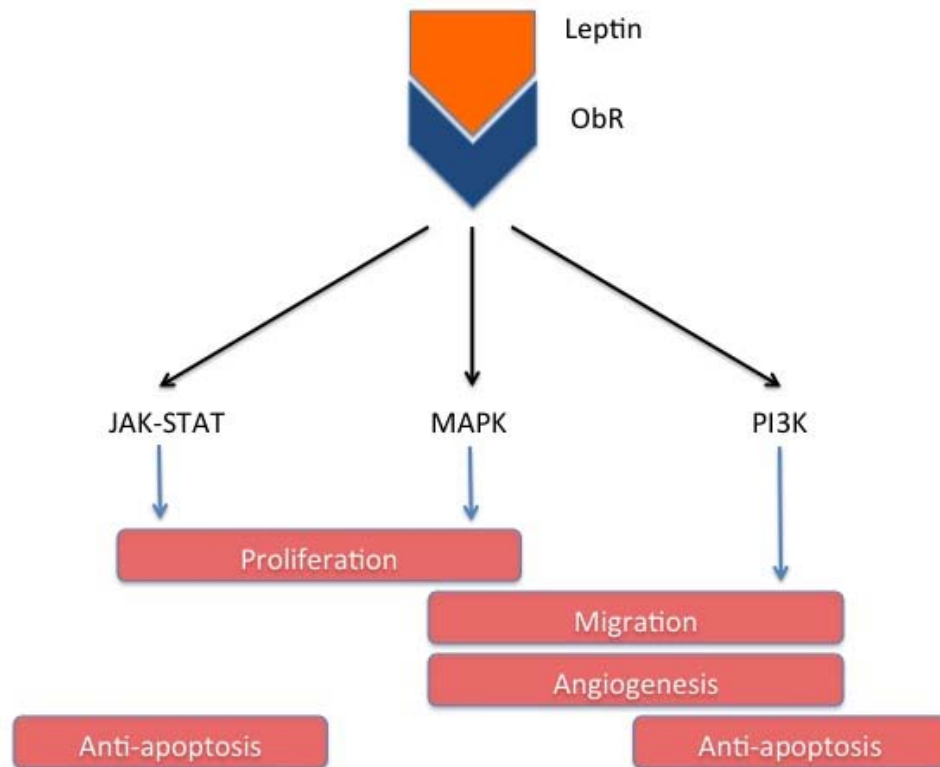 Leptin
ObR
JAK-STAT
MAPK
PI3K
Proliferation
Migration
Angiogenesis
Anti-apoptosis
Anti-apoptosis